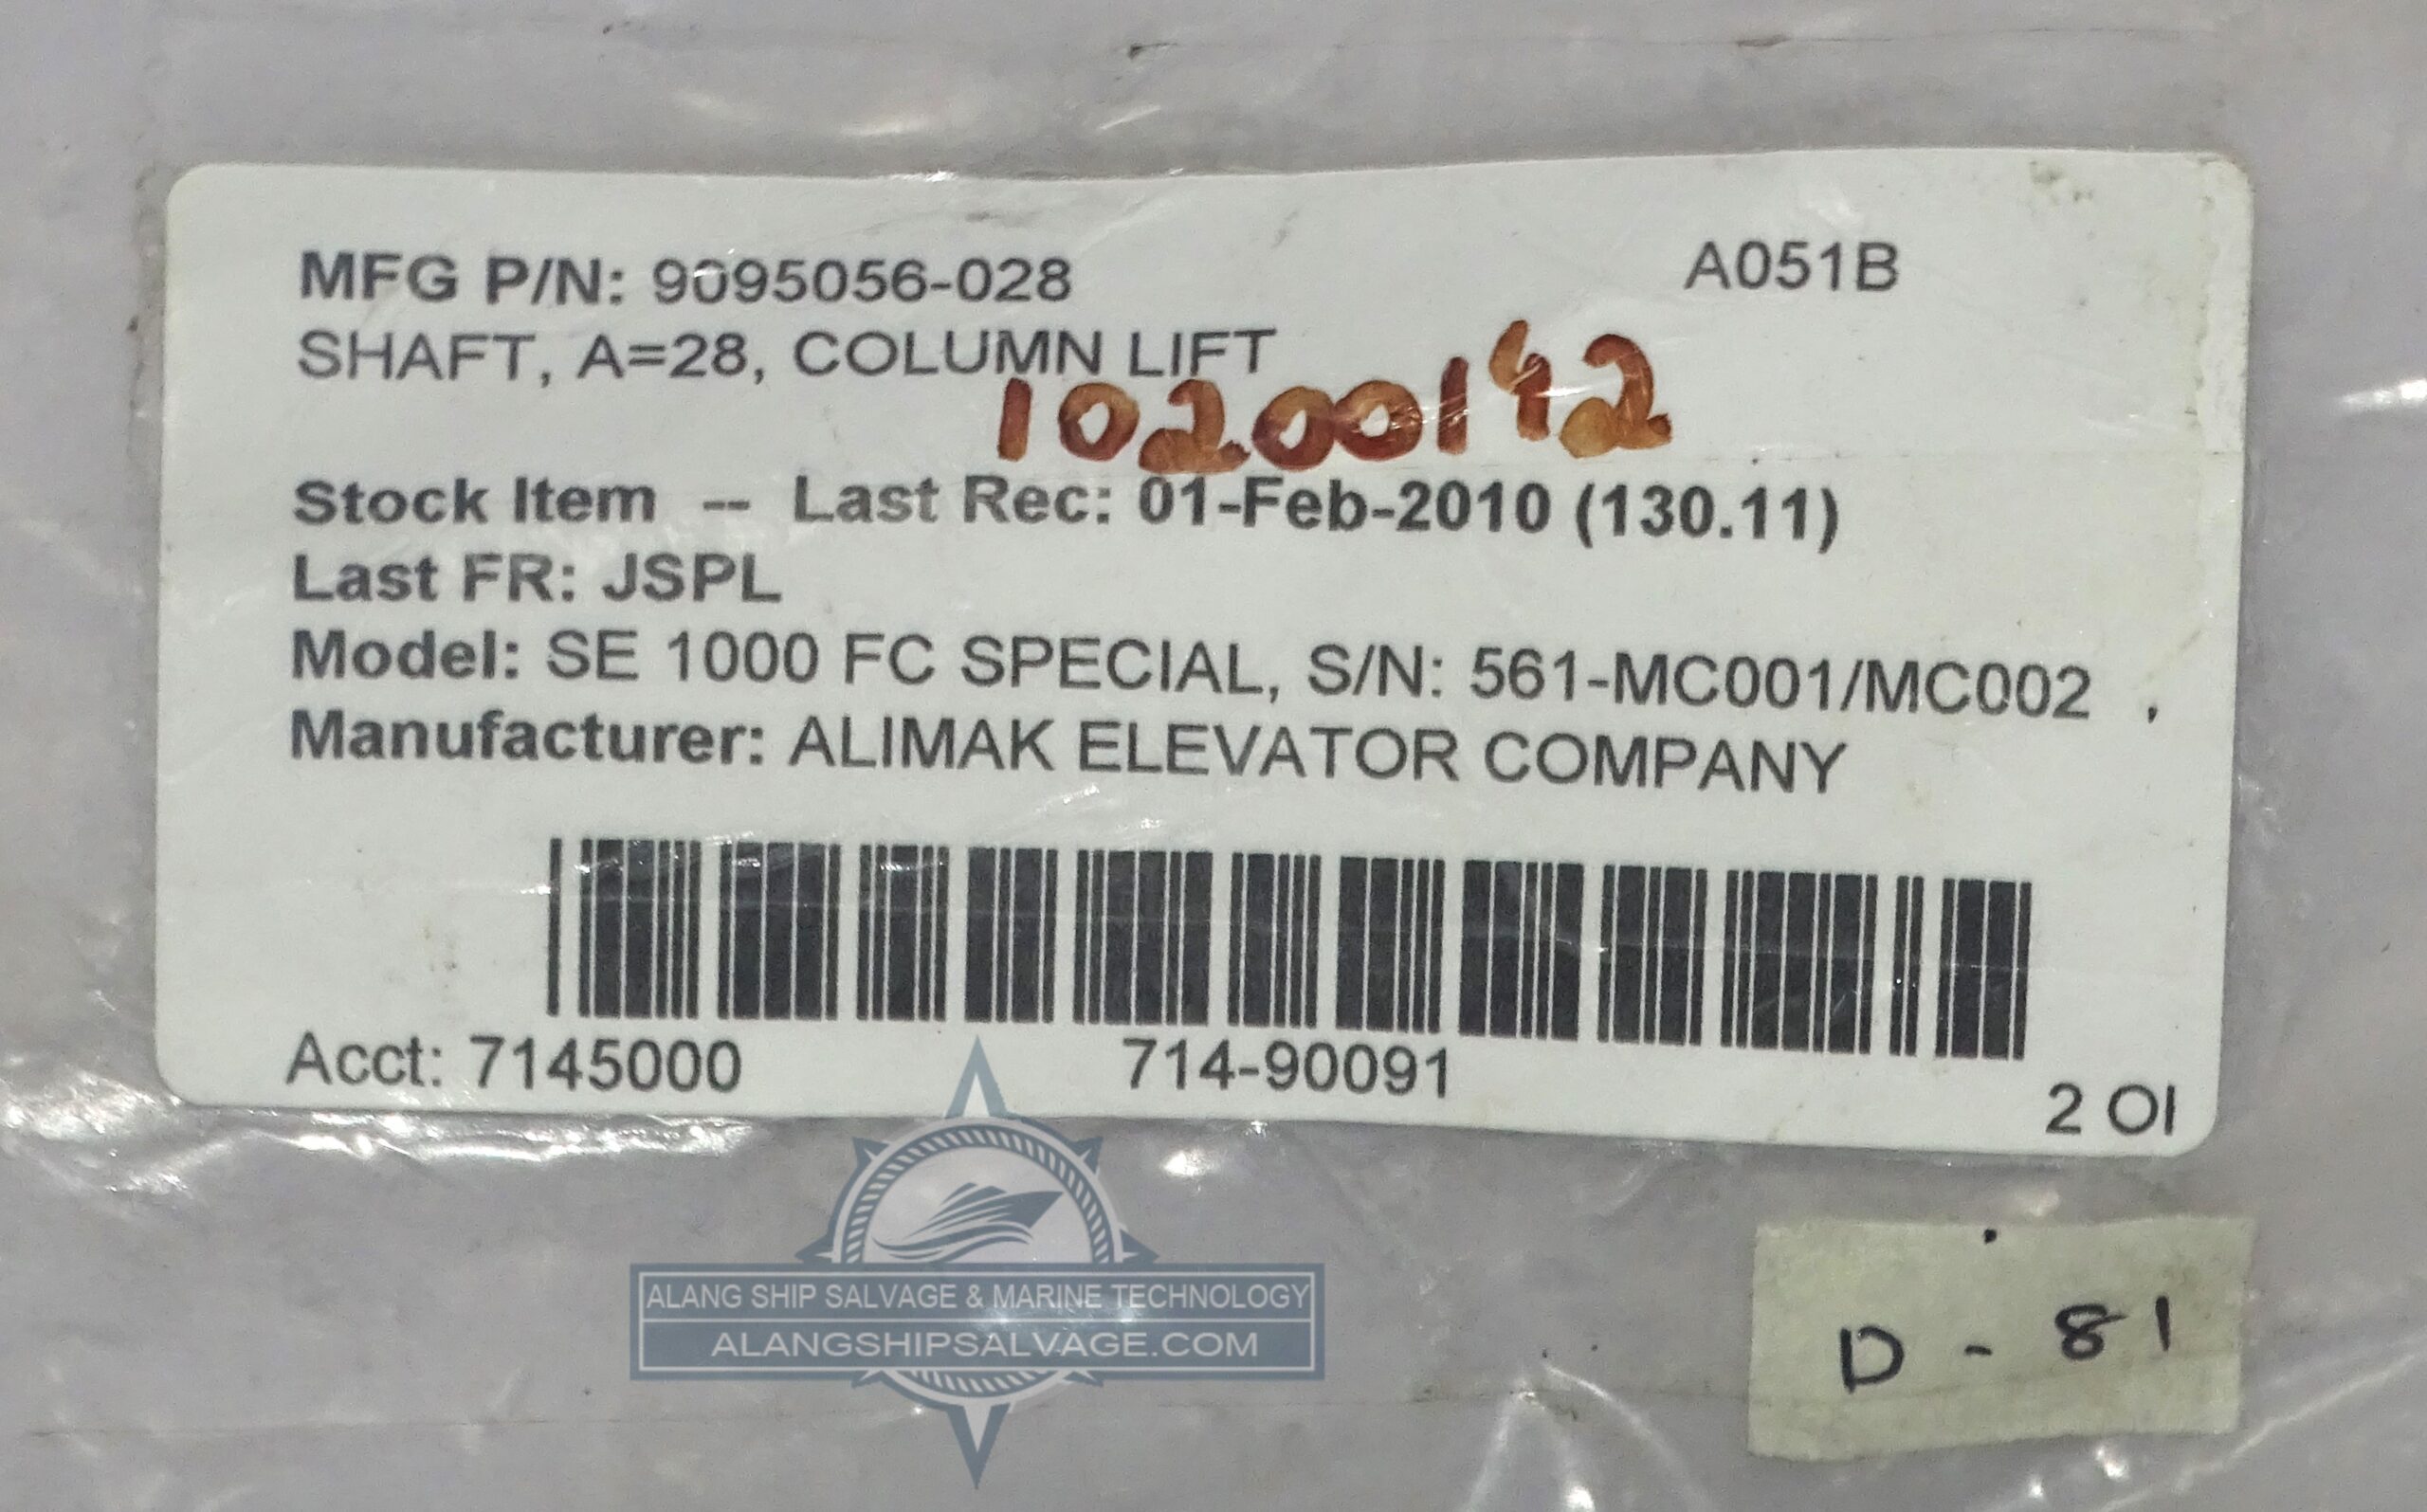 MFG P/N: 9095056-028 A051B
SHAFT, A=28, COLUMN LIFT
10200142
Stock Item -- Last Rec: 01-Feb-2010 (130.11)
Last FR: JSPL
Model: SE 1000 FC SPECIAL, S/N: 561-MC001/MC002 ,
Manufacturer: ALIMAK ELEVATOR COMPANY
Acct: 7145000 714-90091
2 OI
ALANG SHIP SALVAGE & MARINE TECHNOLOGY
ALANGSHIPSALVAGE.COM
D - 81